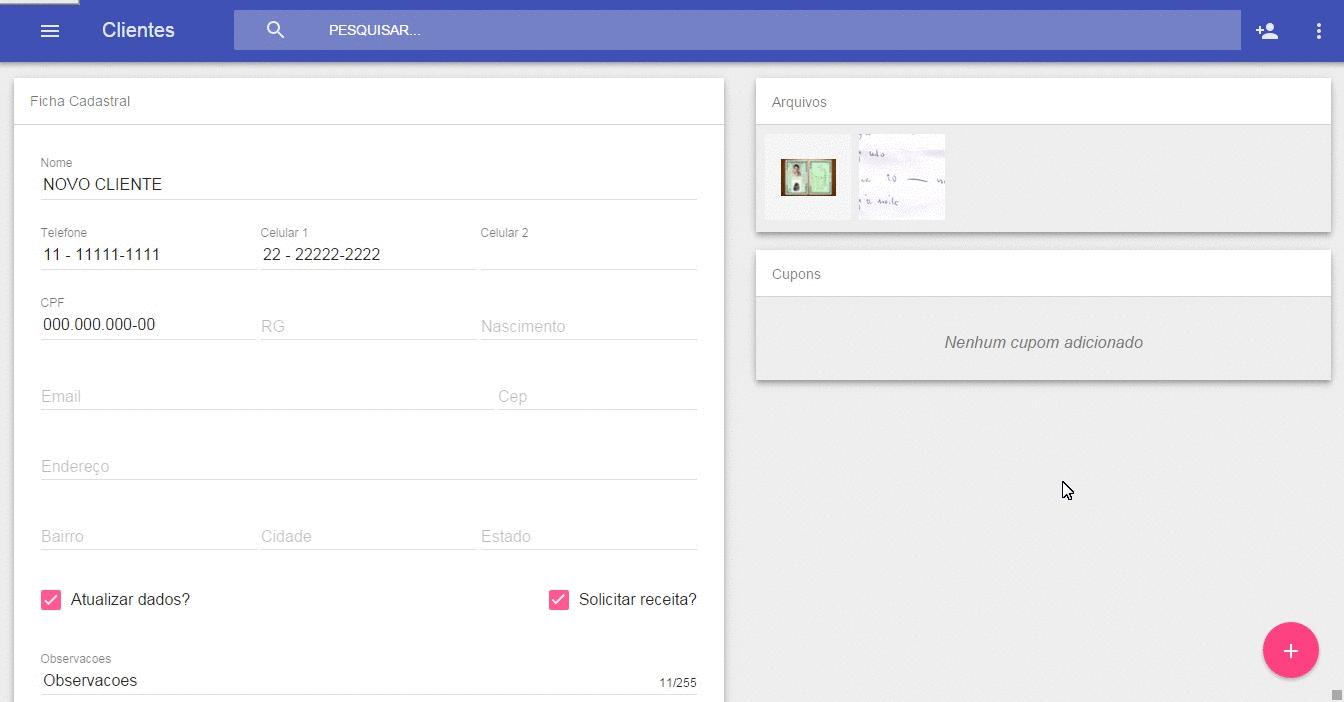 Clientes
PESQUISAR...
Ficha Cadastral
Nome
NOVO CLIENTE
Telefone Celular 1 Celular 2
11 - 11111-1111 22 - 22222-2222
CPF
000.000.000-00 RG Nascimento
Email Cep
Endereço
Bairro Cidade Estado
Atualizar dados? Solicitar receita?
Observacoes
Observacoes 11/255
Arquivos
20
Cupons
Nenhum cupom adicionado